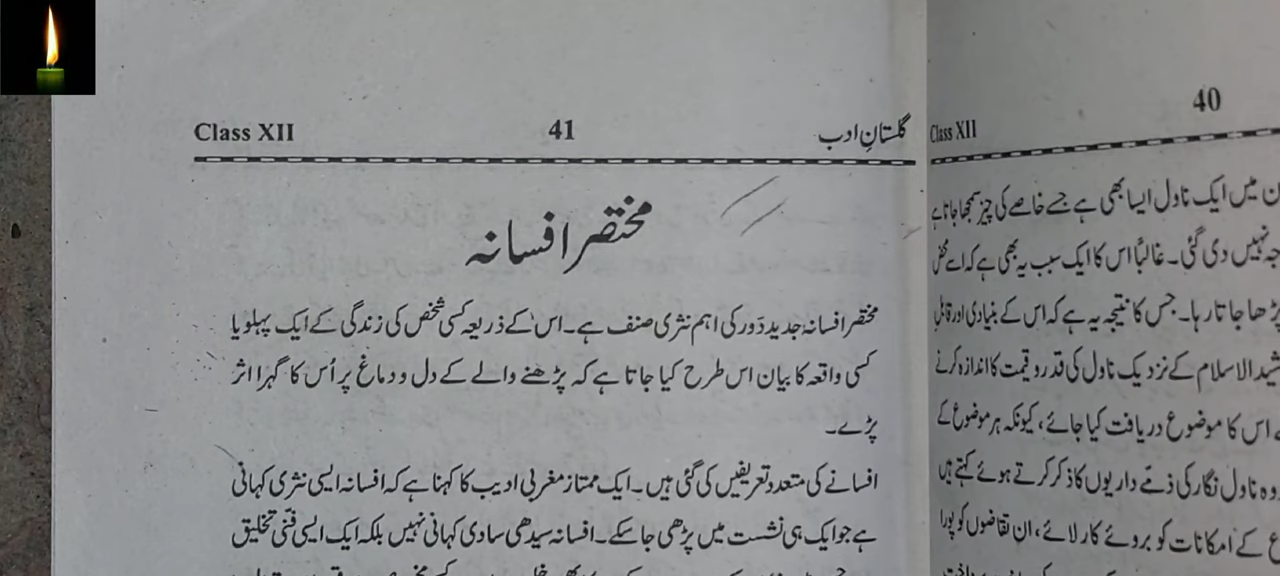 Class XII 41 گلستانِ ادب
مختصر افسانہ
مختصر افسانہ جدید دَور کی اہم نثری صنف ہے۔ اس کے ذریعہ کسی شخص کی زندگی کے ایک پہلو یا
کسی واقعہ کا بیان اس طرح کیا جاتا ہے کہ پڑھنے والے کے دل و دماغ پر اُس کا گہرا اثر
پڑے۔
افسانے کی متعدد تعریفیں کی گئی ہیں۔ ایک ممتاز مغربی ادیب کا کہنا ہے کہ افسانہ ایسی نثری کہانی
ہے جو ایک ہی نشست میں پڑھی جا سکے۔ افسانہ سیدھی سادی کہانی نہیں بلکہ ایک ایسی فنّی تخلیق
Class XII 40
میں ایک ناول ایسا بھی ہے جسے خاصے کی چیز سمجھا جاتا ہے
نہیں دی گئی۔ غالباً اس کا ایک سبب یہ بھی ہے کہ اسے محض
جاتا رہا۔ جس کا نتیجہ یہ ہے کہ اس کے بنیادی اور قابلِ
الاسلام کے نزدیک ناول کی قدر و قیمت کا اندازہ کرنے
اس کا موضوع دریافت کیا جائے، کیونکہ ہر موضوع کے
وہ ناول نگار کی ذمّے داریوں کا ذکر کرتے ہوئے کہتے ہیں
کے امکانات کو بروئے کار لائے، ان تقاضوں کو پورا